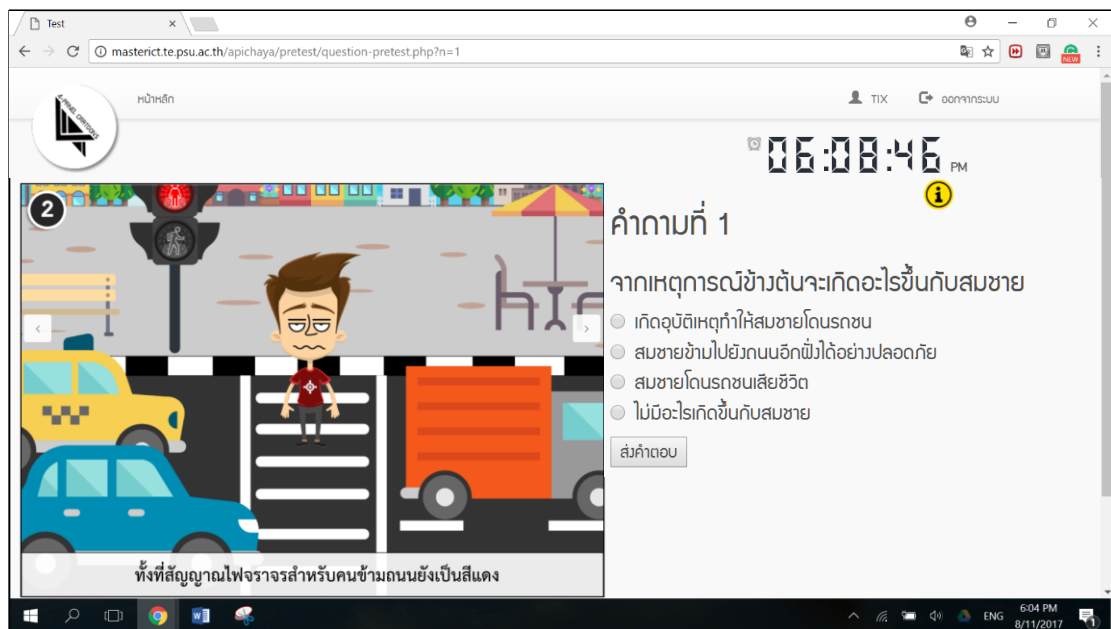 Test
masterict.te.psu.ac.th/apichaya/pretest/question-pretest.php?n=1
NEW
4-PANEL CARTOONS
หน้าหลัก
TIX
ออกจากระบบ
06:08:46 PM
2
คำถามที่ 1
จากเหตุการณ์ข้างต้นจะเกิดอะไรขึ้นกับสมชาย
เกิดอุบัติเหตุทำให้สมชายโดนรถชน
สมชายข้ามไปยังถนนอีกฝั่งได้อย่างปลอดภัย
สมชายโดนรถชนเสียชีวิต
ไม่มีอะไรเกิดขึ้นกับสมชาย
ส่งคำตอบ
ทั้งที่สัญญาณไฟจราจรสำหรับคนข้ามถนนยังเป็นสีแดง
ENG
6:04 PM
8/11/2017